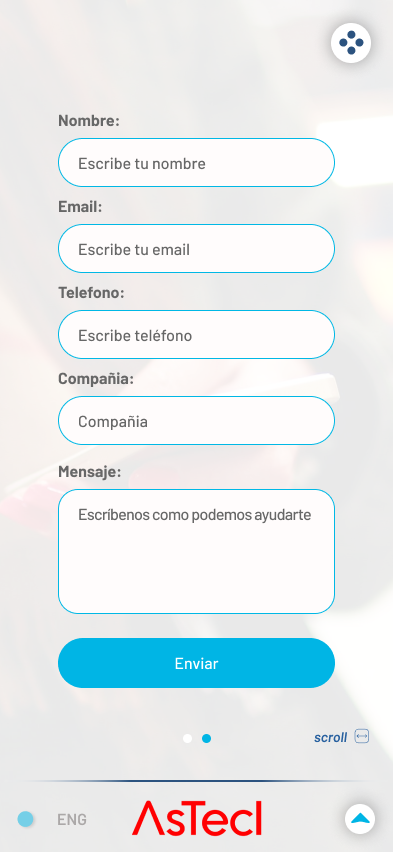 Nombre:
Escribe tu nombre
Email:
Escribe tu email
Telefono:
Escribe teléfono
Compañia:
Compañia
Mensaje:
Escríbenos como podemos ayudarte
Enviar
scroll
ENG
AsTecI